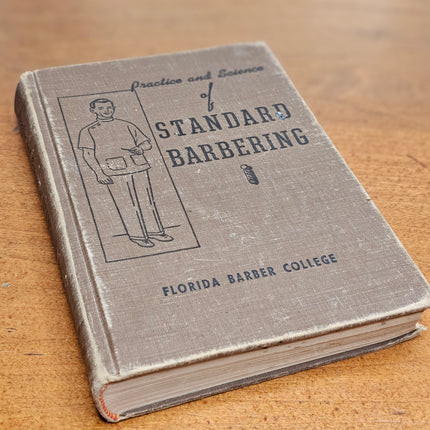 Practice and Science
of
STANDARD
BARBERING
FLORIDA BARBER COLLEGE